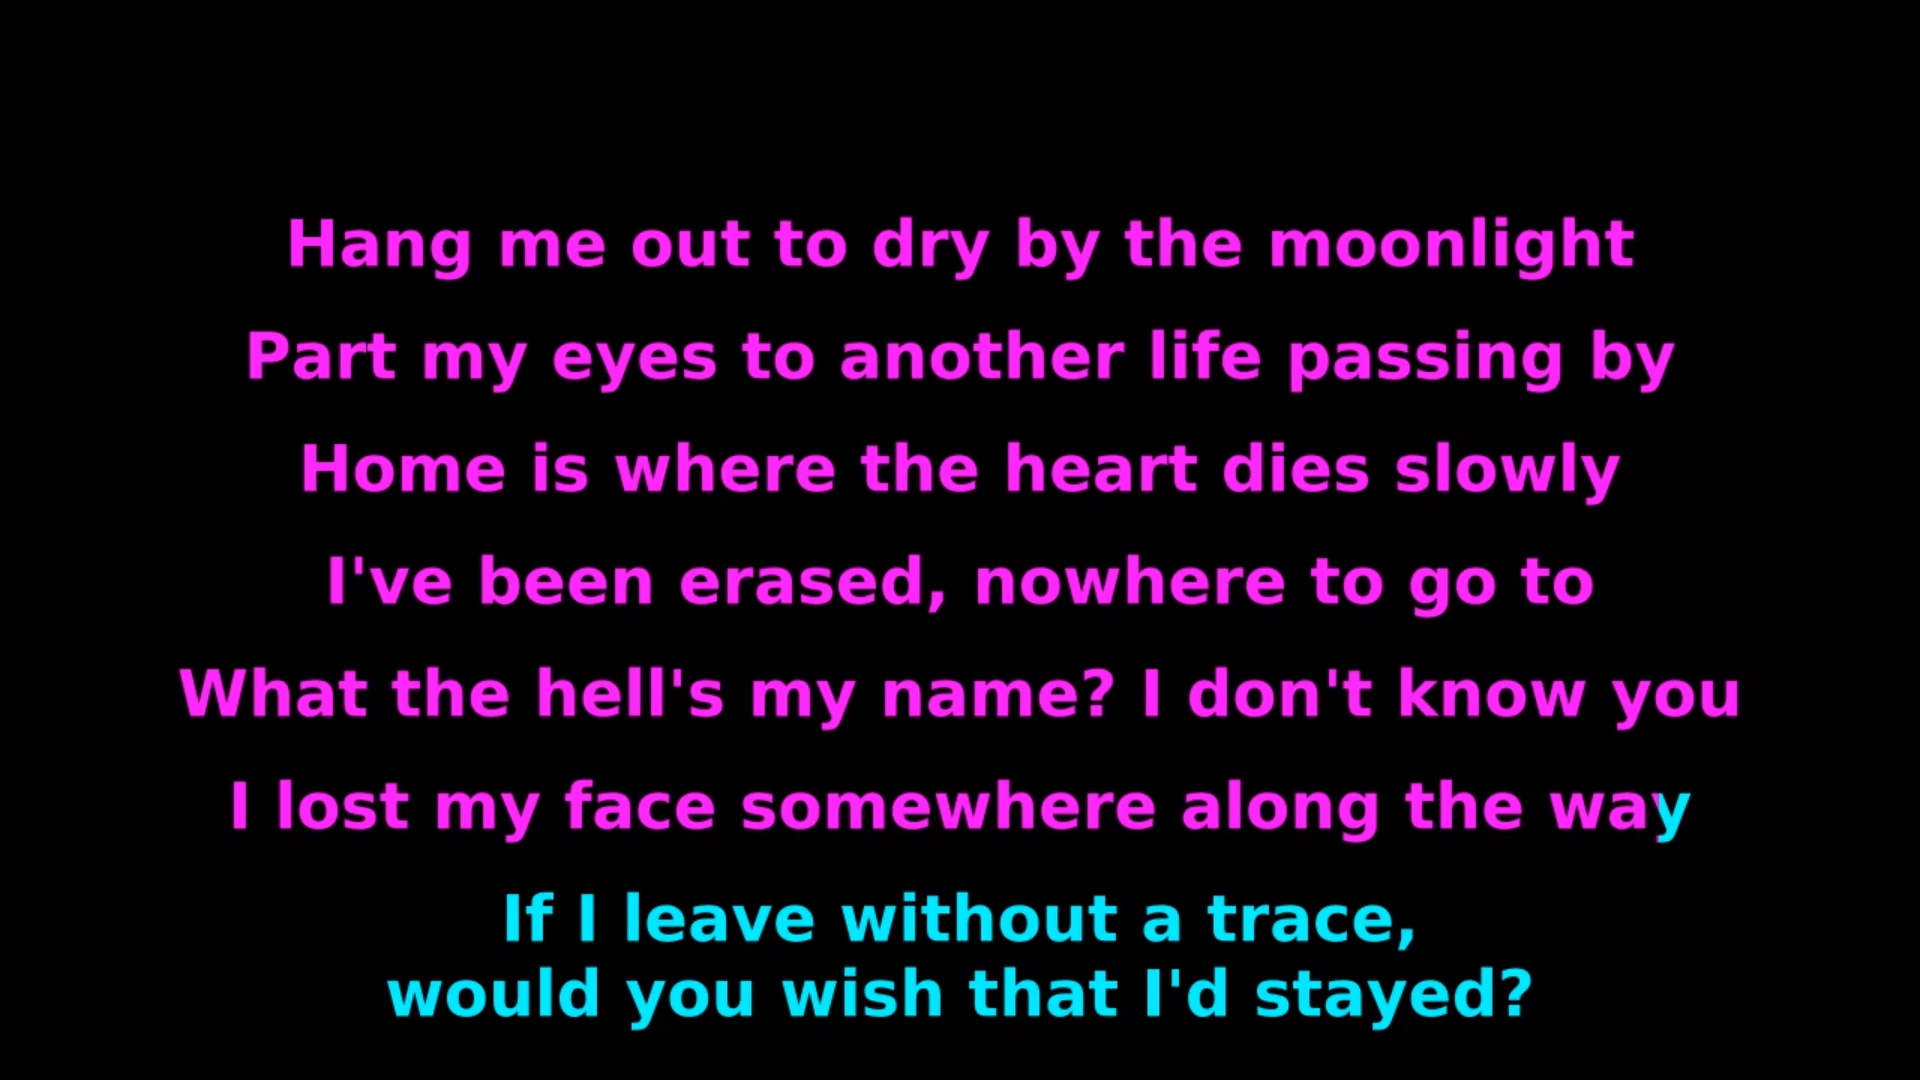 Hang me out to dry by the moonlight
Part my eyes to another life passing by
Home is where the heart dies slowly
I've been erased, nowhere to go to
What the hell's my name? I don't know you
I lost my face somewhere along the way
If I leave without a trace,
would you wish that I'd stayed?